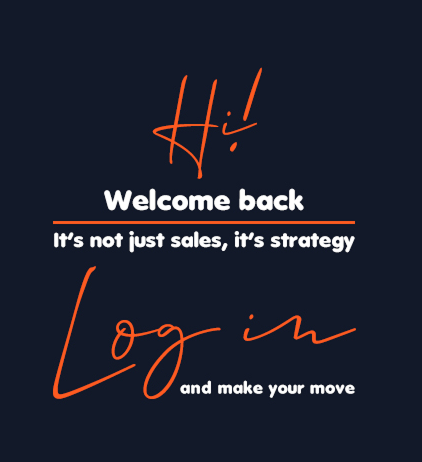 Hi!
Welcome back
It's not just sales, it's strategy
Log in
and make your move